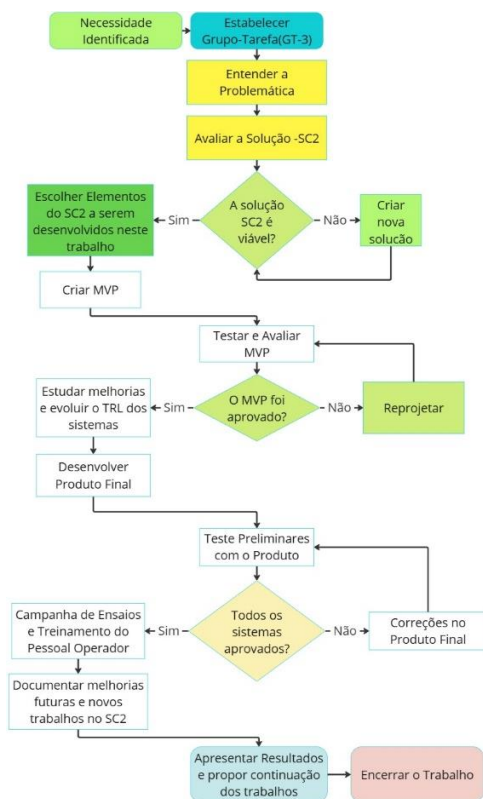 Necessidade
Identificada
Estabelecer
Grupo-Tarefa(GT-3)
Entender a
Problemática
Avaliar a Solução -SC2
Escolher Elementos
do SC2 a serem
desenvolvidos neste
trabalho
Sim
A solução
SC2 é
viável?
Não
Criar
nova
solucão
Criar MVP
Testar e Avaliar
MVP
Estudar melhorias
e evoluir o TRL dos
sistemas
Sim
O MVP foi
aprovado?
Não
Reprojetar
Desenvolver
Produto Final
Teste Preliminares
com o Produto
Campanha de Ensaios
e Treinamento do
Pessoal Operador
Sim
Todos os
sistemas
aprovados?
Não
Correções no
Produto Final
Documentar melhorias
futuras e novos
trabalhos no SC2
Apresentar Resultados
e propor continuação
dos trabalhos
Encerrar o Trabalho